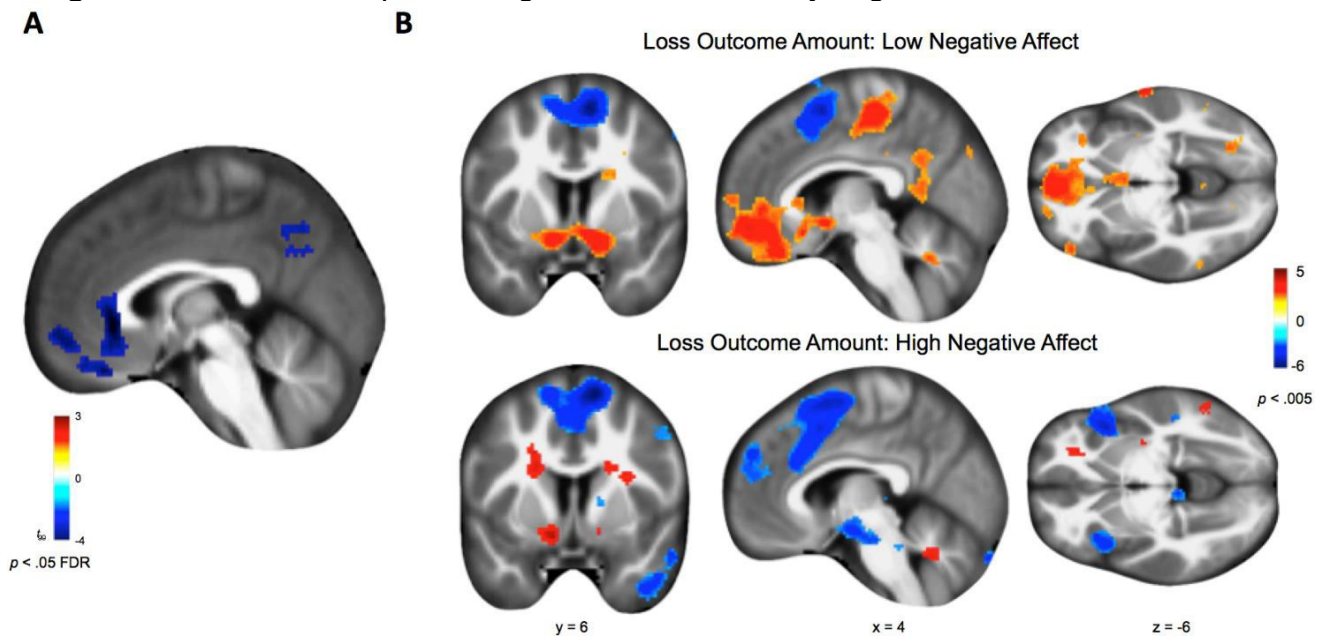 A
B
Loss Outcome Amount: Low Negative Affect
5
0
-6
p < .005
Loss Outcome Amount: High Negative Affect
3
0
-4
p < .05 FDR
y = 6
x = 4
z = -6